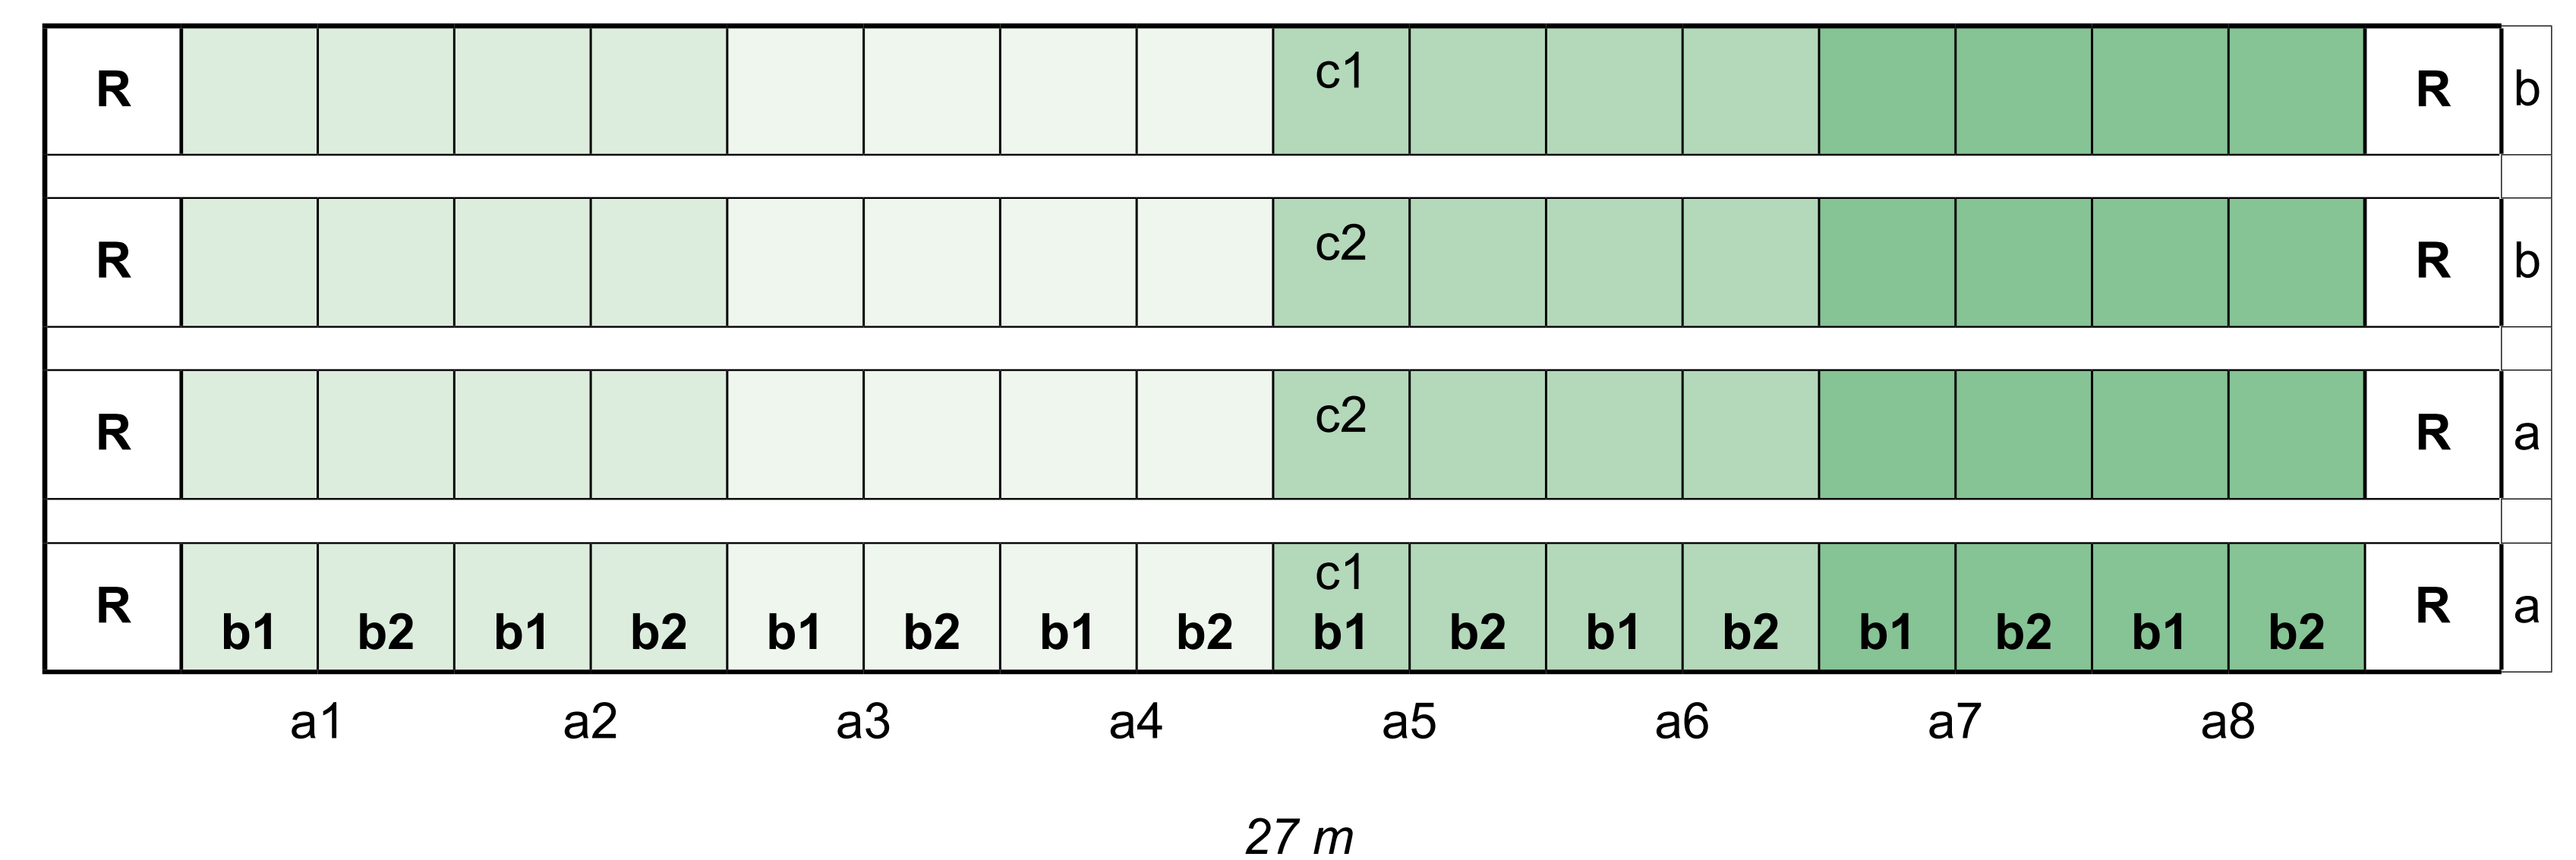 R c1 R b
R c2 R b
R c2 R a
c1
R b1 b2 b1 b2 b1 b2 b1 b2 b1 b2 b1 b2 b1 b2 b1 b2 R a
a1 a2 a3 a4 a5 a6 a7 a8
27 m